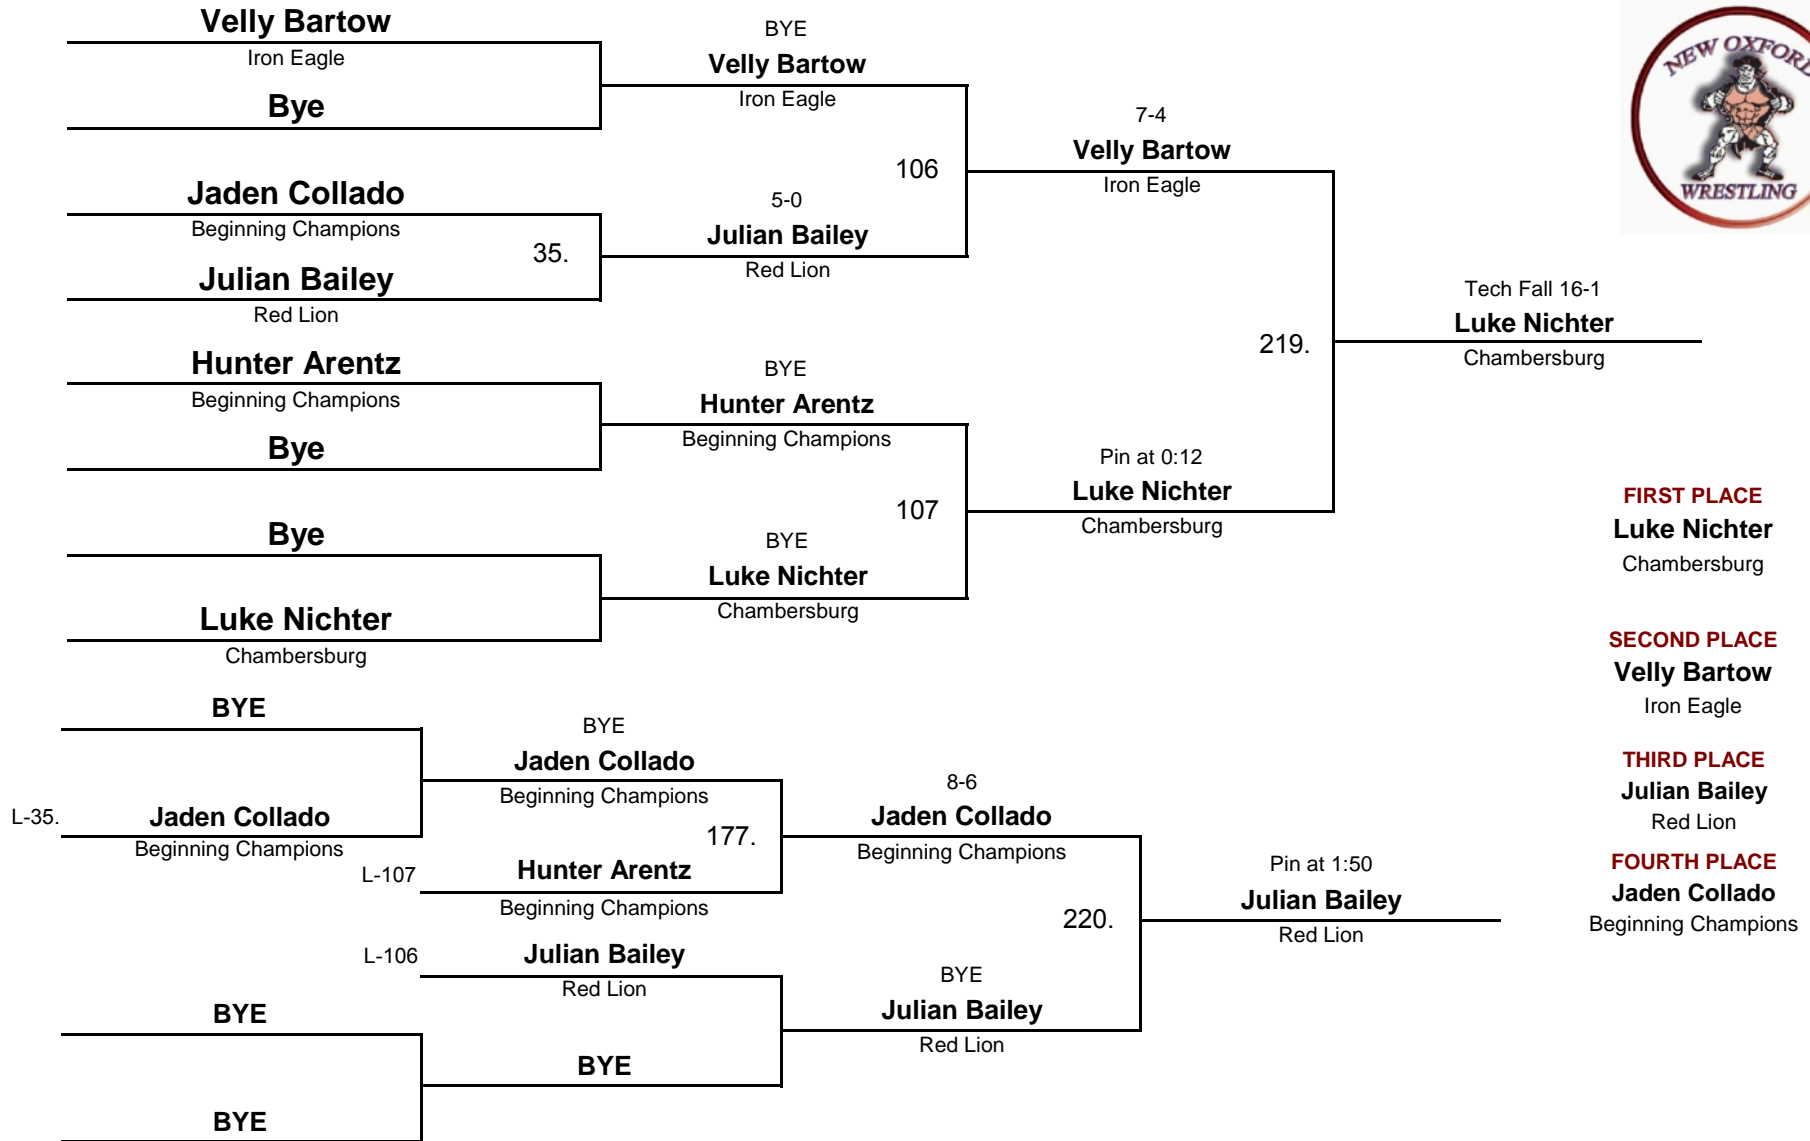 Velly Bartow
Iron Eagle
Bye
Jaden Collado
Beginning Champions
35.
Julian Bailey
Red Lion
Hunter Arentz
Beginning Champions
Bye
Bye
Luke Nichter
Chambersburg
BYE
Velly Bartow
Iron Eagle
106
5-0
Julian Bailey
Red Lion
BYE
Hunter Arentz
Beginning Champions
107
BYE
Luke Nichter
Chambersburg
7-4
Velly Bartow
Iron Eagle
219.
Pin at 0:12
Luke Nichter
Chambersburg
Tech Fall 16-1
Luke Nichter
Chambersburg
NEW OXFORD
WRESTLING
FIRST PLACE
Luke Nichter
Chambersburg
SECOND PLACE
Velly Bartow
Iron Eagle
THIRD PLACE
Julian Bailey
Red Lion
FOURTH PLACE
Jaden Collado
Beginning Champions
BYE
L-35.
Jaden Collado
Beginning Champions
BYE
BYE
BYE
Jaden Collado
Beginning Champions
177.
L-107
Hunter Arentz
Beginning Champions
L-106
Julian Bailey
Red Lion
BYE
8-6
Jaden Collado
Beginning Champions
220.
BYE
Julian Bailey
Red Lion
Pin at 1:50
Julian Bailey
Red Lion